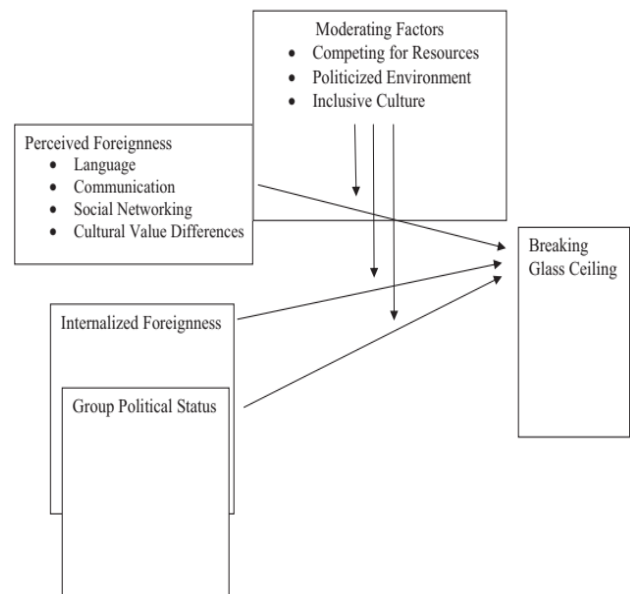 Moderating Factors
• Competing for Resources
• Politicized Environment
• Inclusive Culture
Perceived Foreignness
• Language
• Communication
• Social Networking
• Cultural Value Differences
Breaking
Glass Ceiling
Internalized Foreignness
Group Political Status